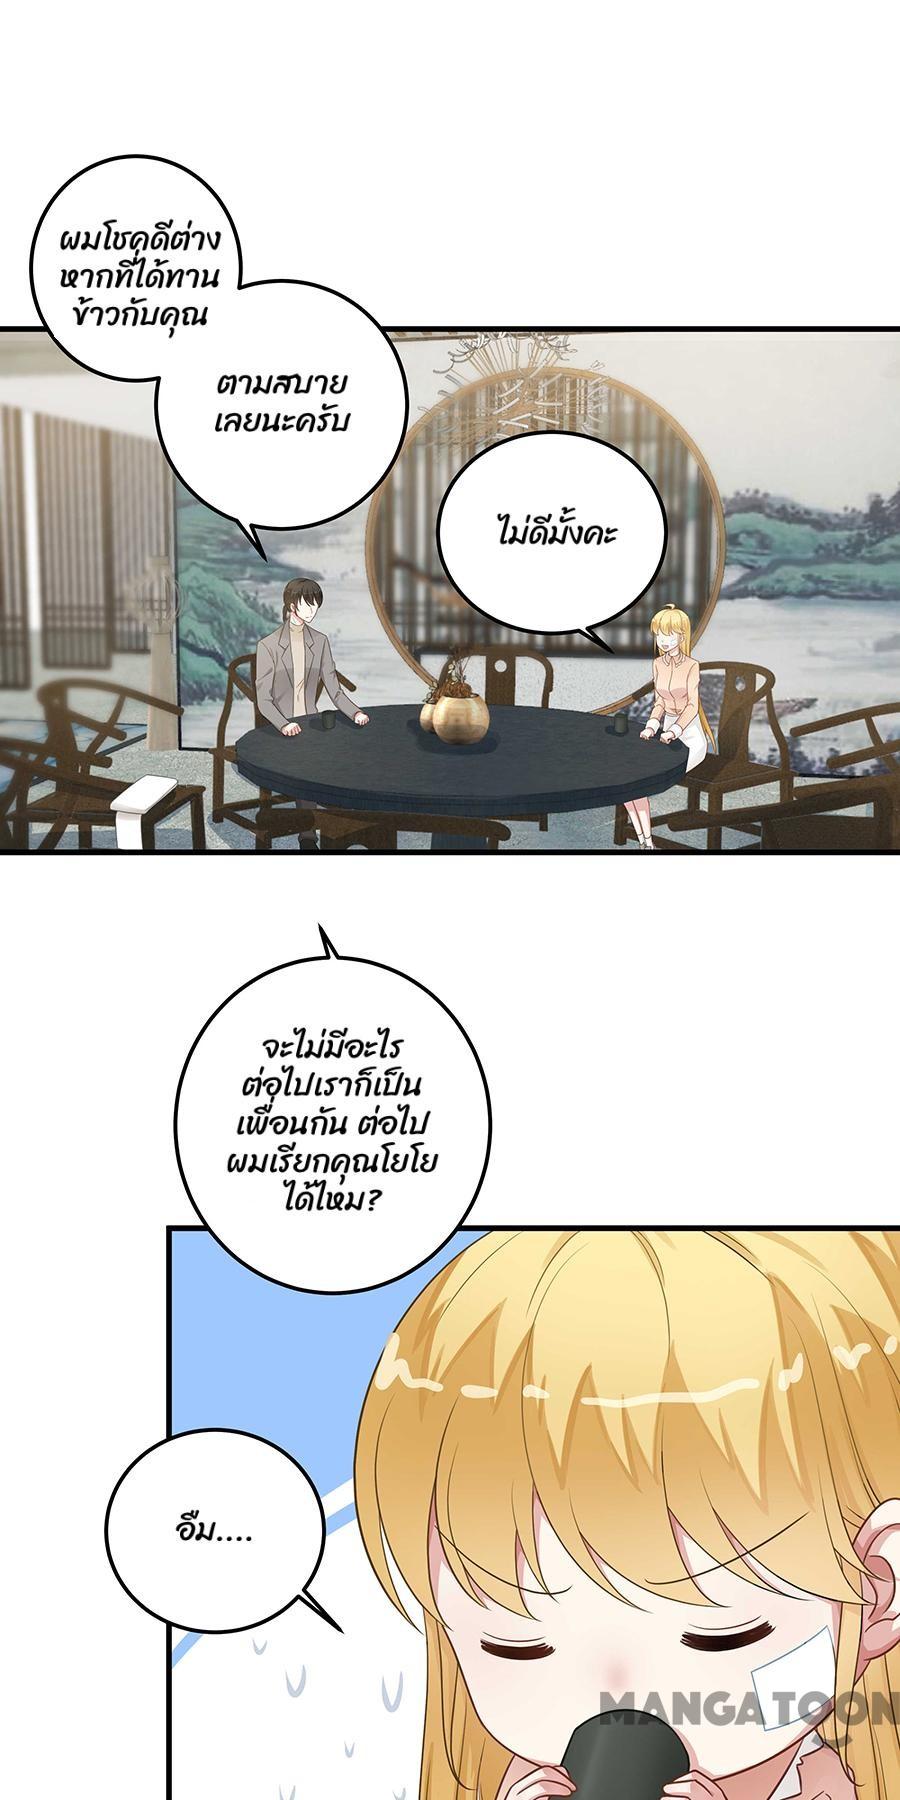 ผมโชคดีต่าง
หากที่ได้ทาน
ข้าวกับคุณ
ตามสบาย
เลยนะครับ
ไม่ดีมั้งคะ
จะไม่มีอะไร
ต่อไปเราก็เป็น
เพื่อนกัน ต่อไป
ผมเรียกคุณโยโย
ได้ไหม?
อืม....
MANGATOON